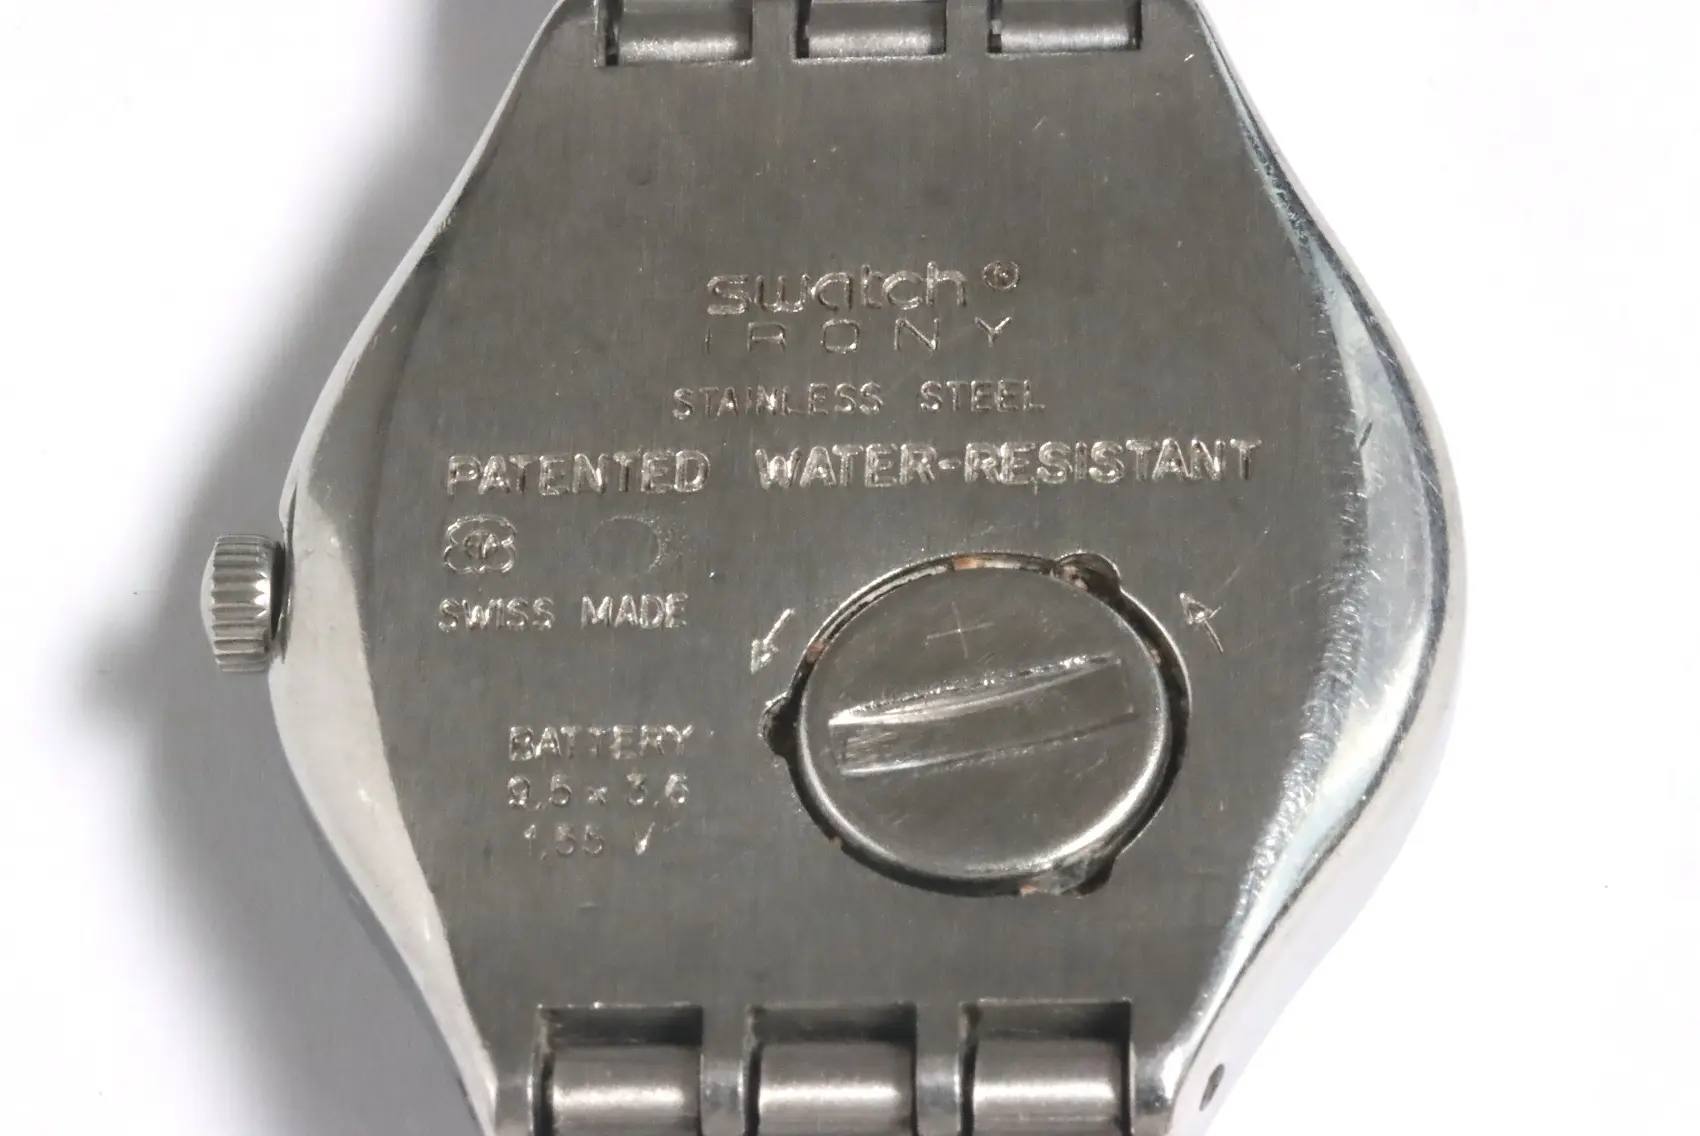 swatch®
IRONY
STAINLESS STEEL
PATENTED WATER-RESISTANT
SWISS MADE
+
BATTERY
9,5 x 3,6
1,55 V